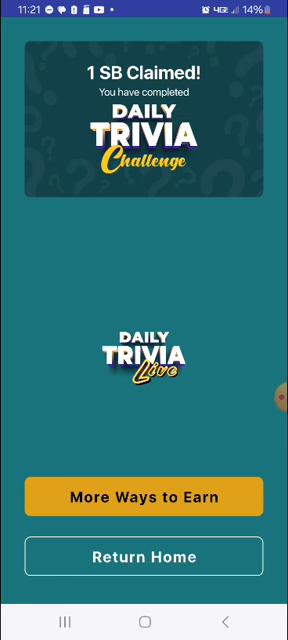 11:21
4GE 14%
1 SB Claimed!
You have completed
DAILY
TRIVIA
Challenge
DAILY
TRIVIA
Live
More Ways to Earn
Return Home